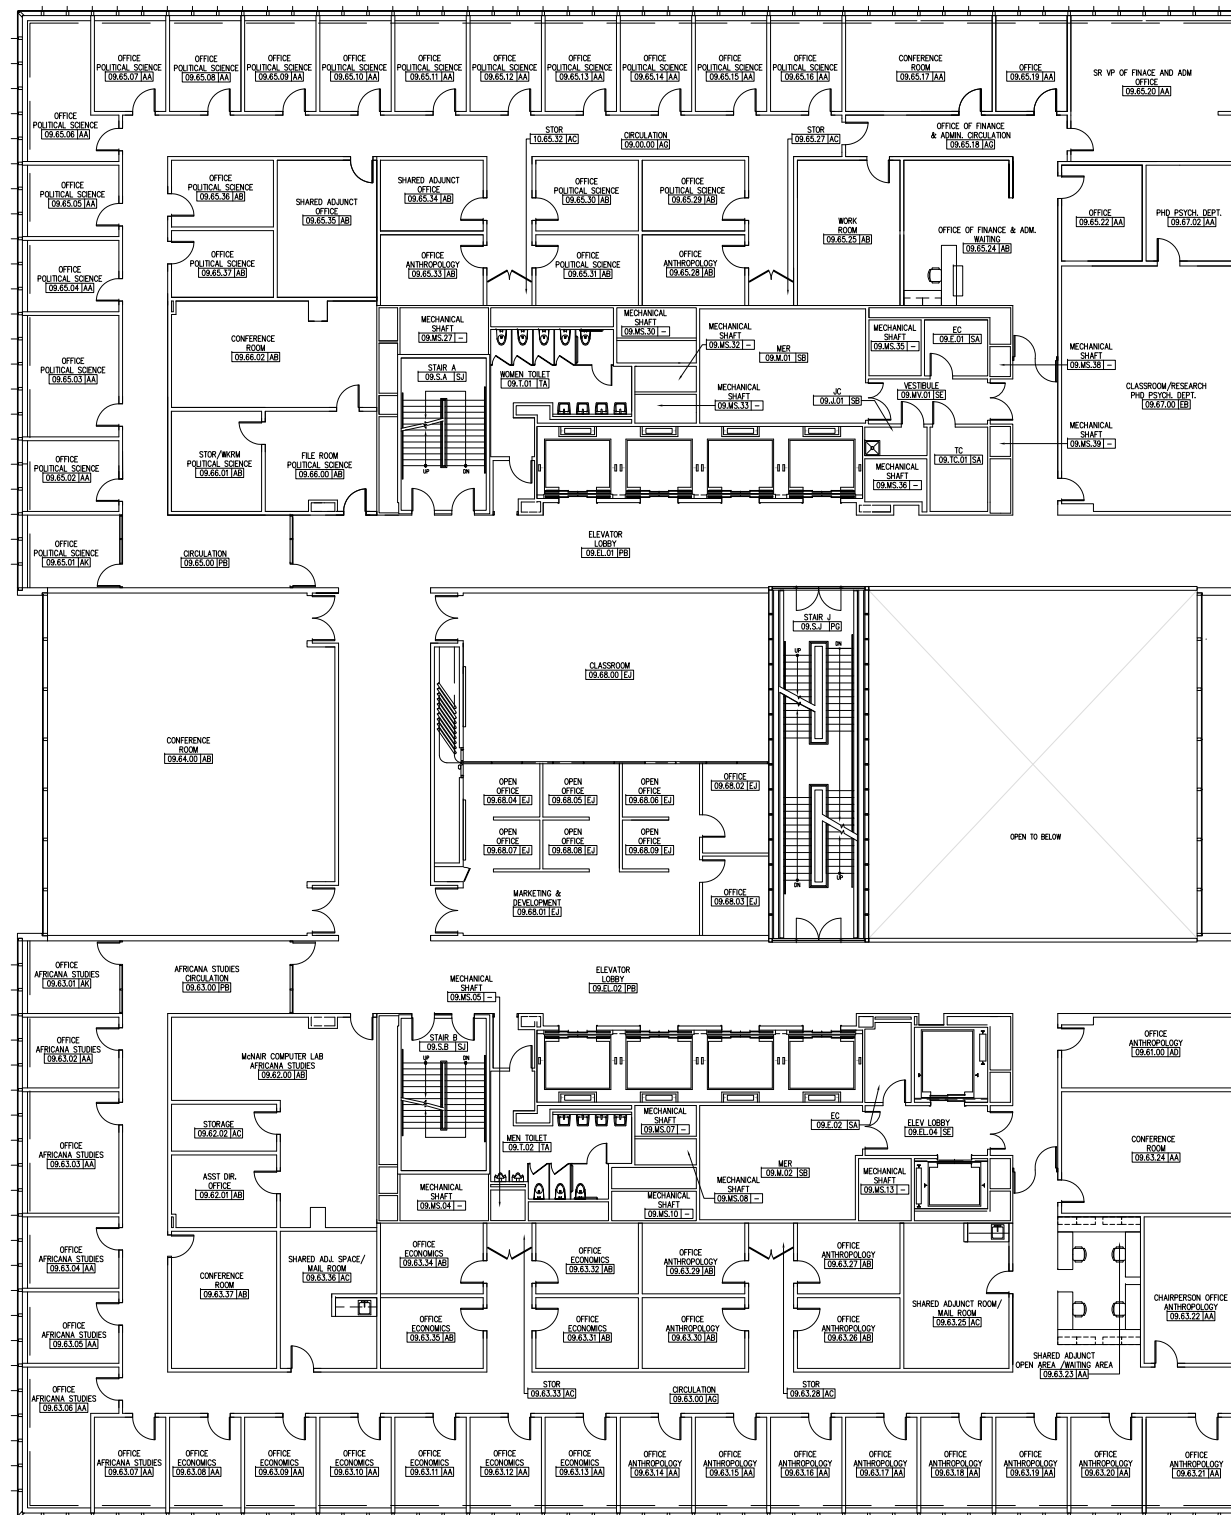 OFFICE
POLITICAL SCIENCE
09.65.07 AA
OFFICE
POLITICAL SCIENCE
09.65.08 AA
OFFICE
POLITICAL SCIENCE
09.65.09 AA
OFFICE
POLITICAL SCIENCE
09.65.10 AA
OFFICE
POLITICAL SCIENCE
09.65.11 AA
OFFICE
POLITICAL SCIENCE
09.65.12 AA
OFFICE
POLITICAL SCIENCE
09.65.13 AA
OFFICE
POLITICAL SCIENCE
09.65.14 AA
OFFICE
POLITICAL SCIENCE
09.65.15 AA
OFFICE
POLITICAL SCIENCE
09.65.16 AA
CONFERENCE
ROOM
09.65.17 AA
OFFICE
09.65.19 AA
SR VP OF FINACE AND ADM
OFFICE
09.65.20 AA
OFFICE
POLITICAL SCIENCE
09.65.06 AA
STOR
10.65.32 AC
CIRCULATION
09.00.00 AG
STOR
09.65.27 AC
OFFICE OF FINANCE
& ADMIN. CIRCULATION
09.65.18 AG
OFFICE
POLITICAL SCIENCE
09.65.05 AA
OFFICE
POLITICAL SCIENCE
09.65.36 AB
SHARED ADJUNCT
OFFICE
09.65.35 AB
SHARED ADJUNCT
OFFICE
09.65.34 AB
OFFICE
POLITICAL SCIENCE
09.65.30 AB
OFFICE
POLITICAL SCIENCE
09.65.29 AB
WORK
ROOM
09.65.25 AB
OFFICE OF FINANCE & ADM.
WAITING
09.65.24 AB
OFFICE
09.65.22 AA
PHD PSYCH. DEPT.
09.67.02 AA
OFFICE
POLITICAL SCIENCE
09.65.04 AA
OFFICE
POLITICAL SCIENCE
09.65.37 AB
OFFICE
ANTHROPOLOGY
09.65.33 AB
OFFICE
POLITICAL SCIENCE
09.65.31 AB
OFFICE
ANTHROPOLOGY
09.65.28 AB
OFFICE
POLITICAL SCIENCE
09.65.03 AA
CONFERENCE
ROOM
09.66.02 AB
MECHANICAL
SHAFT
09.MS.27 -
MECHANICAL
SHAFT
09.MS.30 -
MECHANICAL
SHAFT
09.MS.32 -
MER
09.M.01 SB
MECHANICAL
SHAFT
09.MS.35 -
EC
09.E.01 SA
MECHANICAL
SHAFT
09.MS.38 -
STAIR A
09.S.A SJ
WOMEN TOILET
09.T.01 TA
MECHANICAL
SHAFT
09.MS.33 -
JC
09.J.01 SB
VESTIBULE
09.MV.01 SE
CLASSROOM/RESEARCH
PHD PSYCH. DEPT.
09.67.00 EB
OFFICE
POLITICAL SCIENCE
09.65.02 AA
STOR/WKRM
POLITICAL SCIENCE
09.66.01 AB
FILE ROOM
POLITICAL SCIENCE
09.66.00 AB
UP
DN
MECHANICAL
SHAFT
09.MS.36 -
TC
09.TC.01 SA
MECHANICAL
SHAFT
09.MS.39 -
OFFICE
POLITICAL SCIENCE
09.65.01 AK
CIRCULATION
09.65.00 PB
ELEVATOR
LOBBY
09.EL.01 PB
STAIR J
09.S.J PG
UP
DN
CLASSROOM
09.68.00 EJ
CONFERENCE
ROOM
09.64.00 AB
OPEN
OFFICE
09.68.04 EJ
OPEN
OFFICE
09.68.05 EJ
OPEN
OFFICE
09.68.06 EJ
OFFICE
09.68.02 EJ
OPEN
OFFICE
09.68.07 EJ
OPEN
OFFICE
09.68.08 EJ
OPEN
OFFICE
09.68.09 EJ
OPEN TO BELOW
MARKETING &
DEVELOPMENT
09.68.01 EJ
OFFICE
09.68.03 EJ
DN
UP
OFFICE
AFRICANA STUDIES
09.63.01 AK
AFRICANA STUDIES
CIRCULATION
09.63.00 PB
MECHANICAL
SHAFT
09.MS.05 -
ELEVATOR
LOBBY
09.EL.02 PB
OFFICE
AFRICANA STUDIES
09.63.02 AA
McNAIR COMPUTER LAB
AFRICANA STUDIES
09.62.00 AB
STAIR B
09.S.B SJ
UP
DN
OFFICE
ANTHROPOLOGY
09.61.00 AD
STORAGE
09.62.02 AC
MEN TOILET
09.T.02 TA
MECHANICAL
SHAFT
09.MS.07 -
EC
09.E.02 SA
ELEV LOBBY
09.EL.04 SE
OFFICE
AFRICANA STUDIES
09.63.03 AA
CONFERENCE
ROOM
09.63.24 AA
ASST DIR.
OFFICE
09.62.01 AB
MECHANICAL
SHAFT
09.MS.04 -
MECHANICAL
SHAFT
09.MS.10 -
MECHANICAL
SHAFT
09.MS.08 -
MER
09.M.02 SB
MECHANICAL
SHAFT
09.MS.13 -
OFFICE
AFRICANA STUDIES
09.63.04 AA
CONFERENCE
ROOM
09.63.37 AB
SHARED ADJ. SPACE/
MAIL ROOM
09.63.36 AC
OFFICE
ECONOMICS
09.63.34 AB
OFFICE
ECONOMICS
09.63.32 AB
OFFICE
ANTHROPOLOGY
09.63.29 AB
OFFICE
ANTHROPOLOGY
09.63.27 AB
SHARED ADJUNCT ROOM/
MAIL ROOM
09.63.25 AC
CHAIRPERSON OFFICE
ANTHROPOLOGY
09.63.22 AA
OFFICE
AFRICANA STUDIES
09.63.05 AA
OFFICE
ECONOMICS
09.63.35 AB
OFFICE
ECONOMICS
09.63.31 AB
OFFICE
ANTHROPOLOGY
09.63.30 AB
OFFICE
ANTHROPOLOGY
09.63.26 AB
SHARED ADJUNCT
OPEN AREA /WAITING AREA
09.63.23 AA
OFFICE
AFRICANA STUDIES
09.63.06 AA
STOR
09.63.33 AC
CIRCULATION
09.63.00 AG
STOR
09.63.28 AC
OFFICE
AFRICANA STUDIES
09.63.07 AA
OFFICE
ECONOMICS
09.63.08 AA
OFFICE
ECONOMICS
09.63.09 AA
OFFICE
ECONOMICS
09.63.10 AA
OFFICE
ECONOMICS
09.63.11 AA
OFFICE
ECONOMICS
09.63.12 AA
OFFICE
ECONOMICS
09.63.13 AA
OFFICE
ANTHROPOLOGY
09.63.14 AA
OFFICE
ANTHROPOLOGY
09.63.15 AA
OFFICE
ANTHROPOLOGY
09.63.16 AA
OFFICE
ANTHROPOLOGY
09.63.17 AA
OFFICE
ANTHROPOLOGY
09.63.18 AA
OFFICE
ANTHROPOLOGY
09.63.19 AA
OFFICE
ANTHROPOLOGY
09.63.20 AA
OFFICE
ANTHROPOLOGY
09.63.21 AA